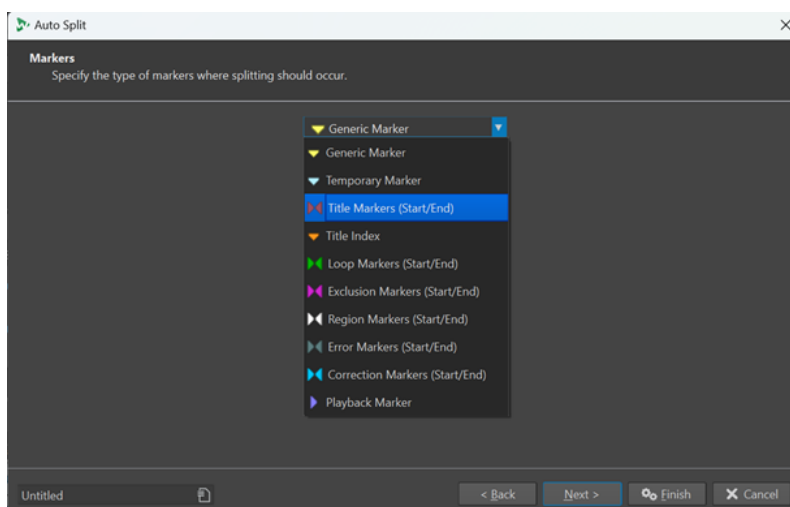 Auto Split
Markers
Specify the type of markers where splitting should occur.
Generic Marker
Generic Marker
Temporary Marker
Title Markers (Start/End)
Title Index
Loop Markers (Start/End)
Exclusion Markers (Start/End)
Region Markers (Start/End)
Error Markers (Start/End)
Correction Markers (Start/End)
Playback Marker
Untitled
< Back Next > Finish Cancel